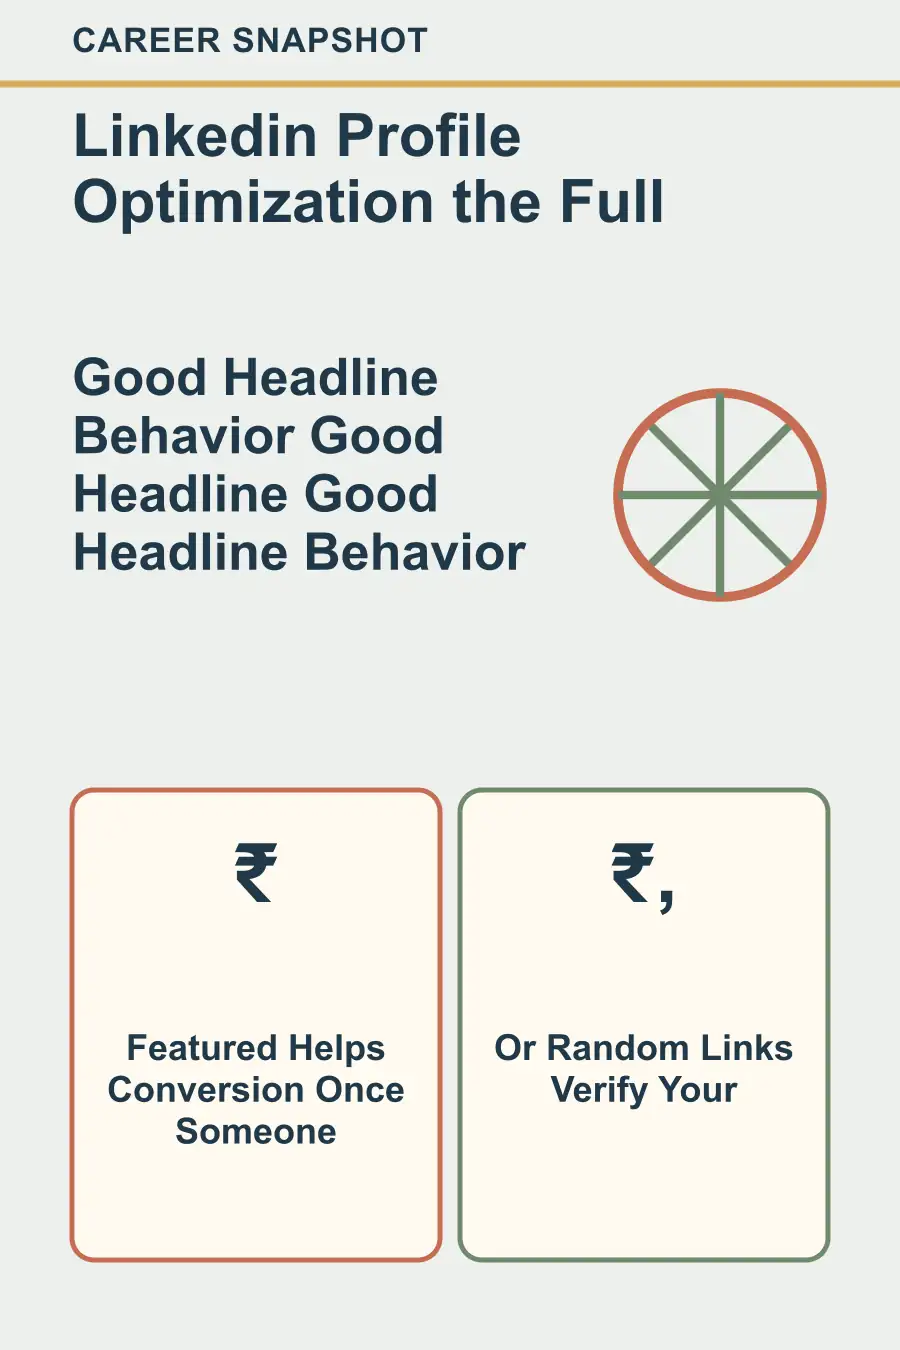 CAREER SNAPSHOT
Linkedin Profile
Optimization the Full
Good Headline
Behavior Good
Headline Good
Headline Behavior
₹
Featured Helps
Conversion Once
Someone
₹,
Or Random Links
Verify Your